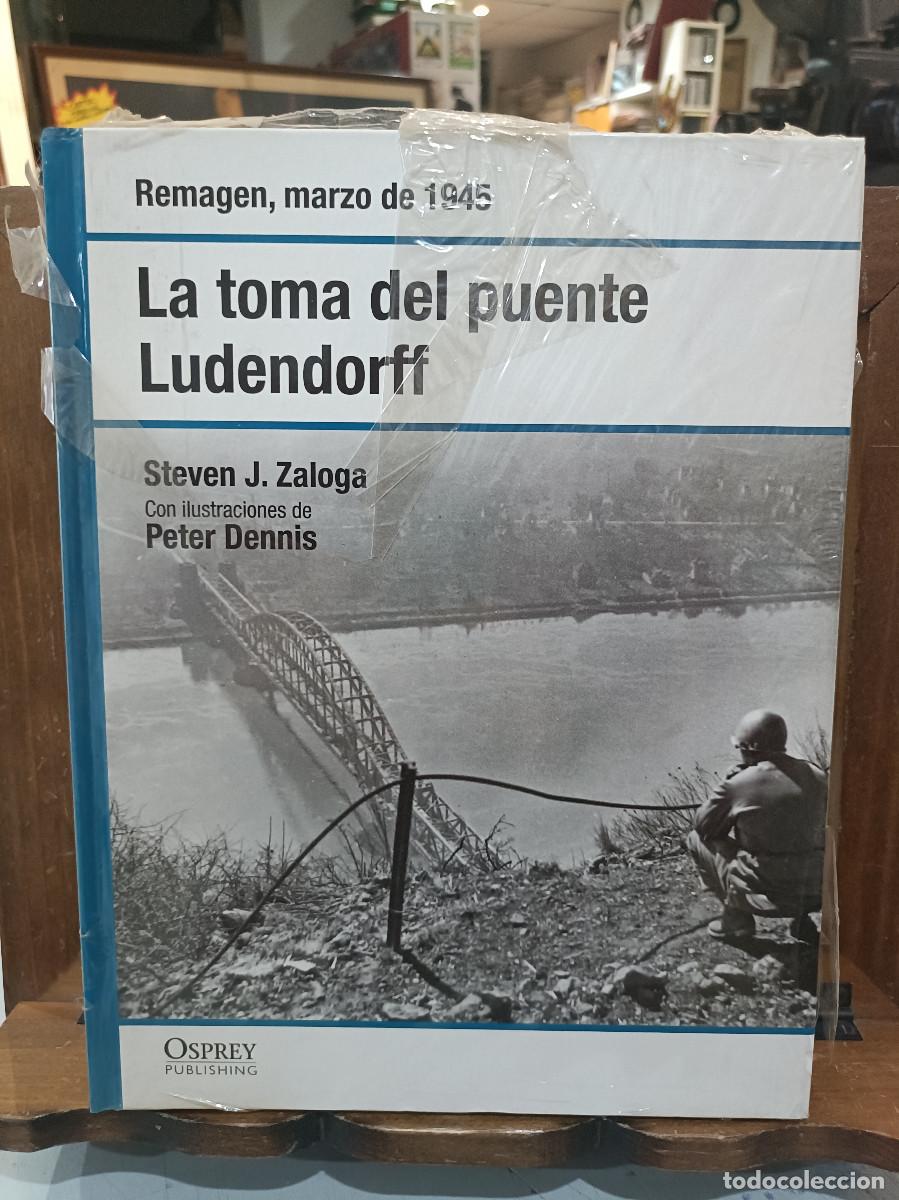 Remagen, marzo de 1945
La toma del puente
Ludendorff
Steven J. Zaloga
Con ilustraciones de
Peter Dennis
OSPREY
PUBLISHING
todocoleccion